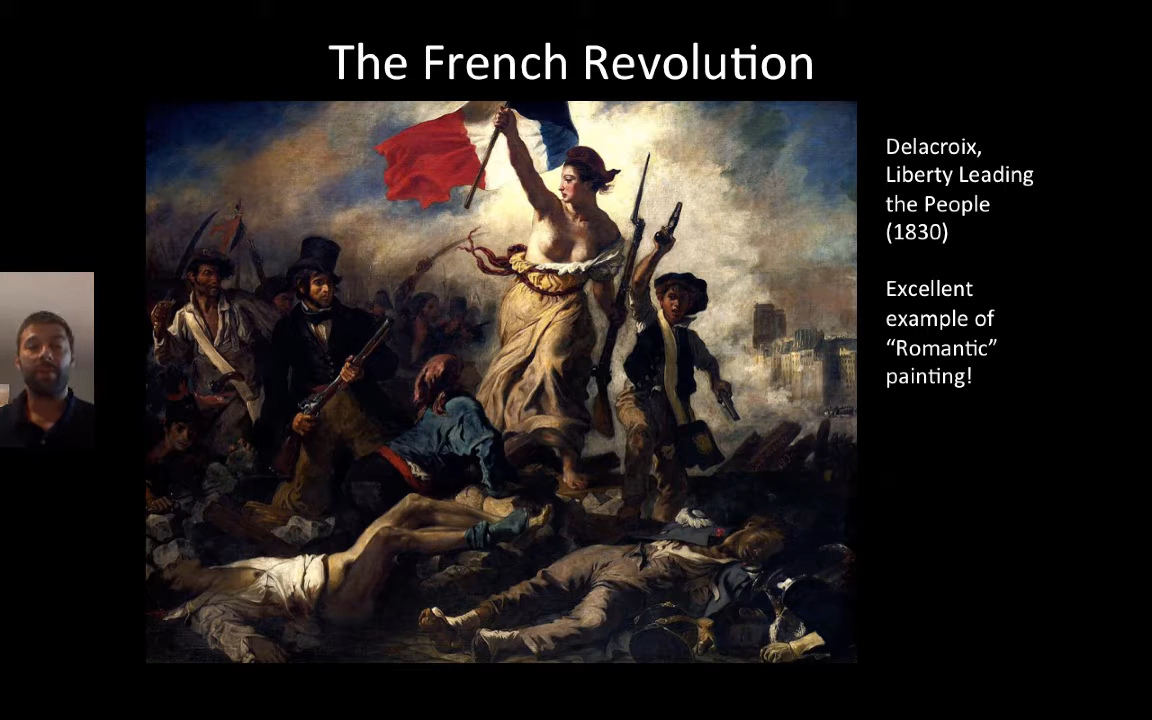 The French Revolution
Delacroix,
Liberty Leading
the People
(1830)
Excellent
example of
“Romantic”
painting!